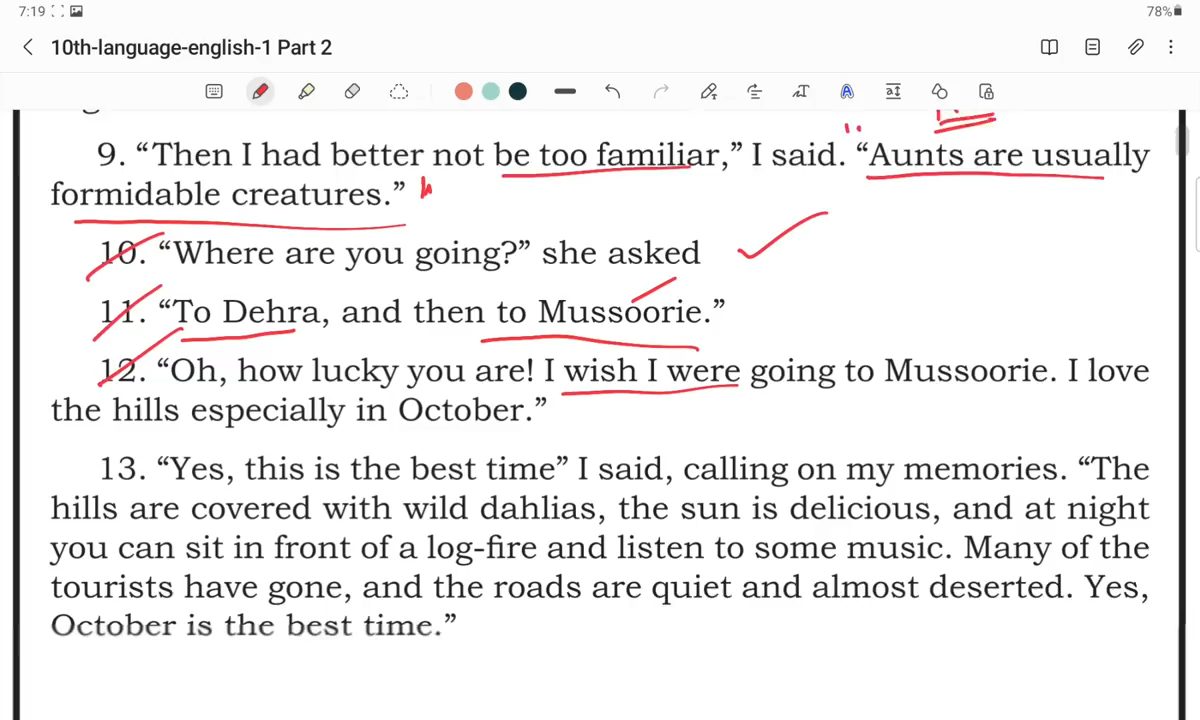 7:19
78%
10th-language-english-1 Part 2
9. “Then I had better not be too familiar,” I said. “Aunts are usually
formidable creatures.”
10. “Where are you going?” she asked
11. “To Dehra, and then to Mussoorie.”
12. “Oh, how lucky you are! I wish I were going to Mussoorie. I love
the hills especially in October.”
13. “Yes, this is the best time” I said, calling on my memories. “The
hills are covered with wild dahlias, the sun is delicious, and at night
you can sit in front of a log-fire and listen to some music. Many of the
tourists have gone, and the roads are quiet and almost deserted. Yes,
October is the best time.”